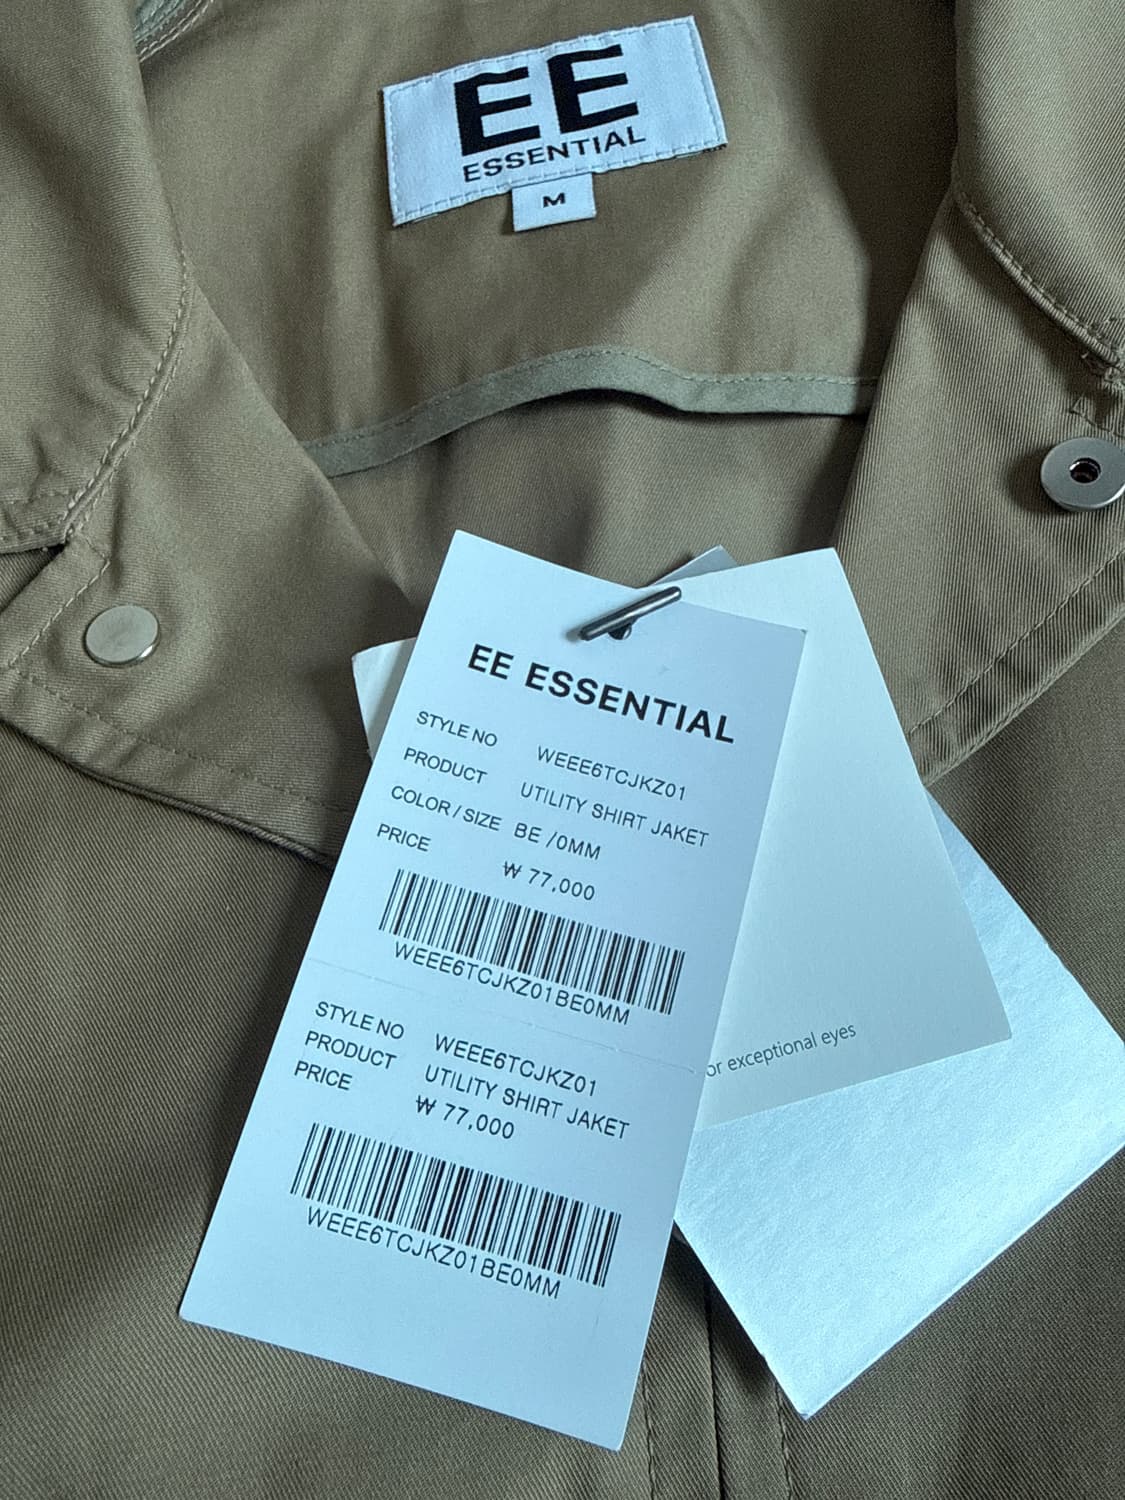 EE
ESSENTIAL
M
EE ESSENTIAL
STYLE NO WEEE6TCJKZ01
PRODUCT UTILITY SHIRT JAKET
COLOR / SIZE BE /0MM
PRICE ₩ 77,000
WEEE6TCJKZ01BE0MM
STYLE NO WEEE6TCJKZ01
PRODUCT UTILITY SHIRT JAKET
PRICE ₩ 77,000
WEEE6TCJKZ01BE0MM
exceptional eyes